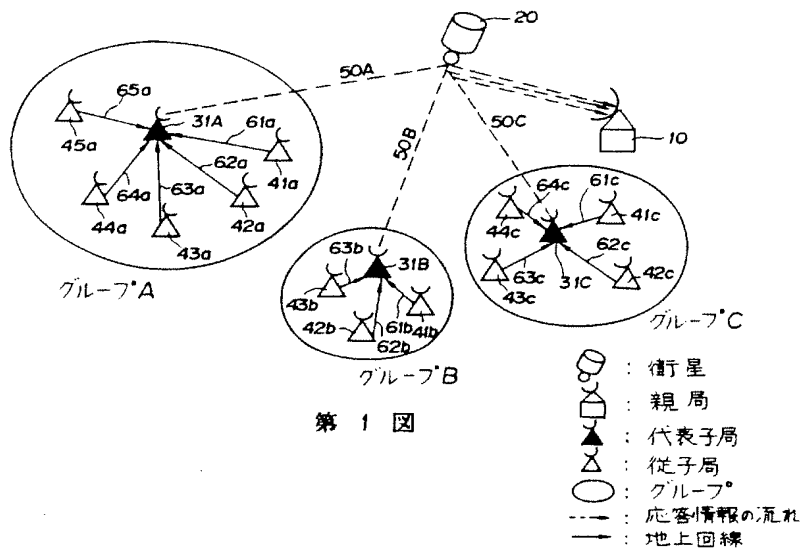 20
50A
65a
31A
61a
45a
50B
50C
10
62a
41a
64a
63a
64c
61c
44a
42a
44c
41c
43a
62c
63b
31B
63c
31C
42c
43c
43b
グループA
グループC
42b
61b
41b
62b
グループB
第 1 図
: 衛星
: 親局
: 代表子局
: 従子局
: グループ
: 応答情報の流れ
: 地上回線